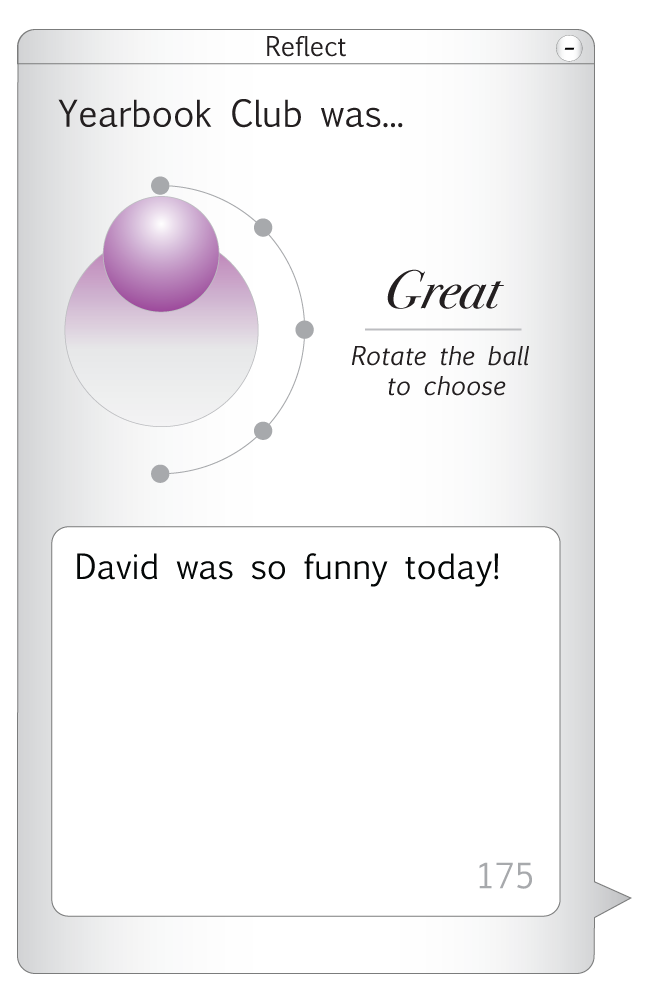 Reflect
-
Yearbook Club was...
Great
Rotate the ball
to choose
David was so funny today!
175